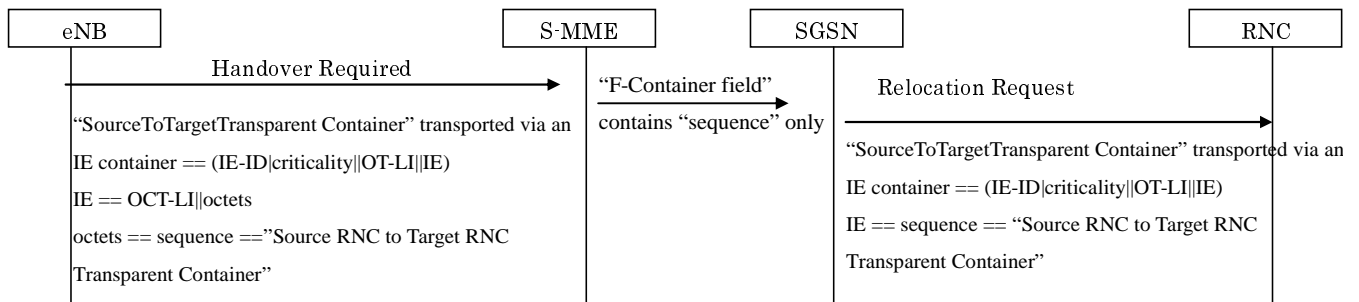 eNB
S-MME
SGSN
RNC
Handover Required
"F-Container field"
contains "sequence" only
Relocation Request
"SourceToTargetTransparent Container" transported via an
IE container == (IE-ID|criticality||OT-LI||IE)
IE == OCT-LI||octets
octets == sequence =="Source RNC to Target RNC
Transparent Container"
"SourceToTargetTransparent Container" transported via an
IE container == (IE-ID|criticality||OT-LI||IE)
IE == sequence == "Source RNC to Target RNC
Transparent Container"